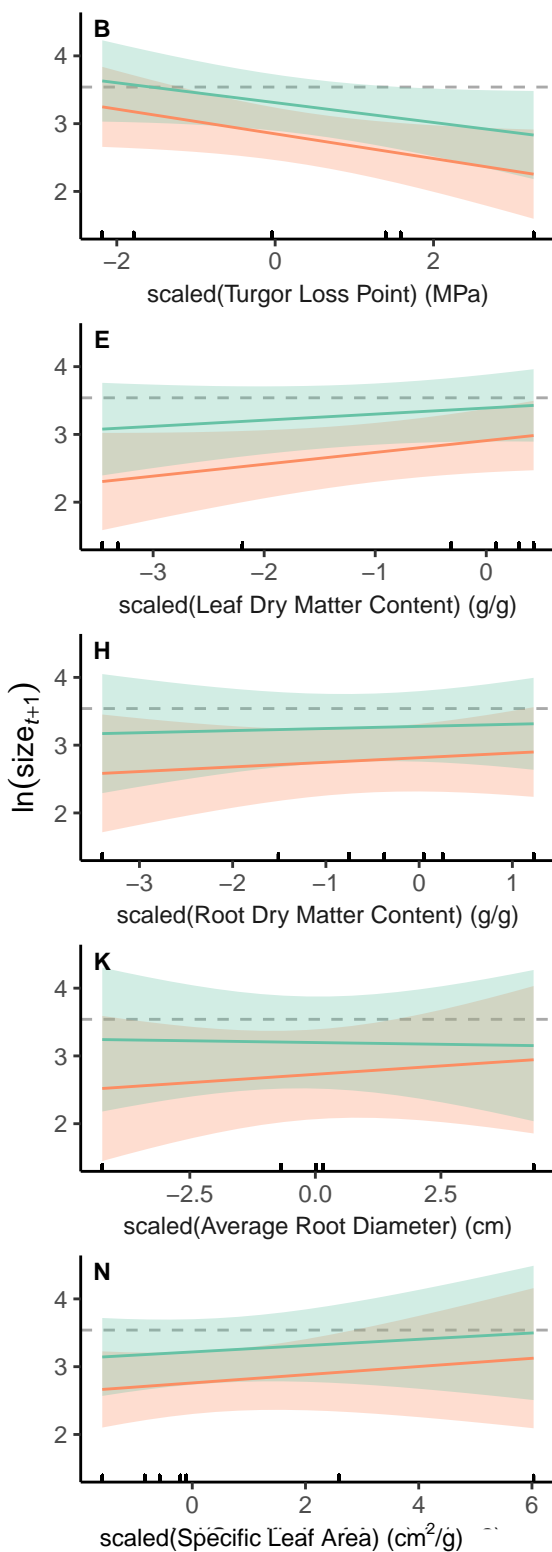 B
4
3
2
−2 0 2
scaled(Turgor Loss Point) (MPa)
E
4
3
2
−3 −2 −1 0
scaled(Leaf Dry Matter Content) (g/g)
H
4
3
2
ln(size_{t+1})
−3 −2 −1 0 1
scaled(Root Dry Matter Content) (g/g)
K
4
3
2
−2.5 0.0 2.5
scaled(Average Root Diameter) (cm)
N
4
3
2
0 2 4 6
scaled(Specific Leaf Area) (cm²/g)